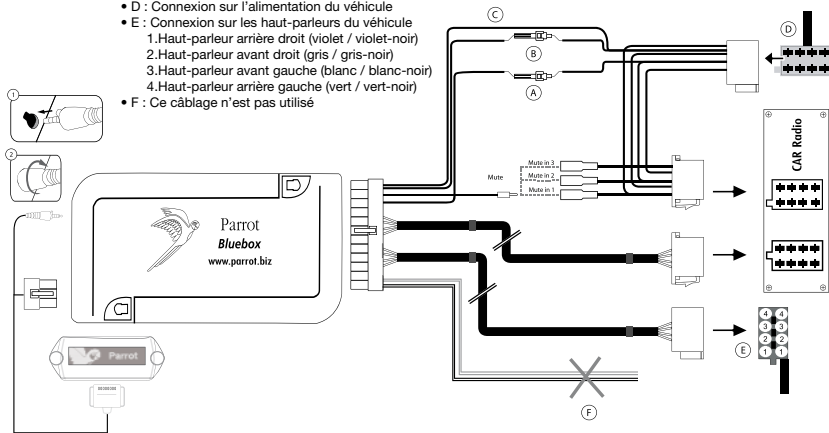 • D : Connexion sur l'alimentation du véhicule
• E : Connexion sur les haut-parleurs du véhicule
1.Haut-parleur arrière droit (violet / violet-noir)
2.Haut-parleur avant droit (gris / gris-noir)
3.Haut-parleur avant gauche (blanc / blanc-noir)
4.Haut-parleur arrière gauche (vert / vert-noir)
• F : Ce câblage n'est pas utilisé
C
B
A
D
1
2
Mute
Mute in 3
Mute in 2
Mute in 1
CAR Radio
Parrot
Bluebox
www.parrot.biz
Parrot
4 4
3 3
2 2
1 1
E
F